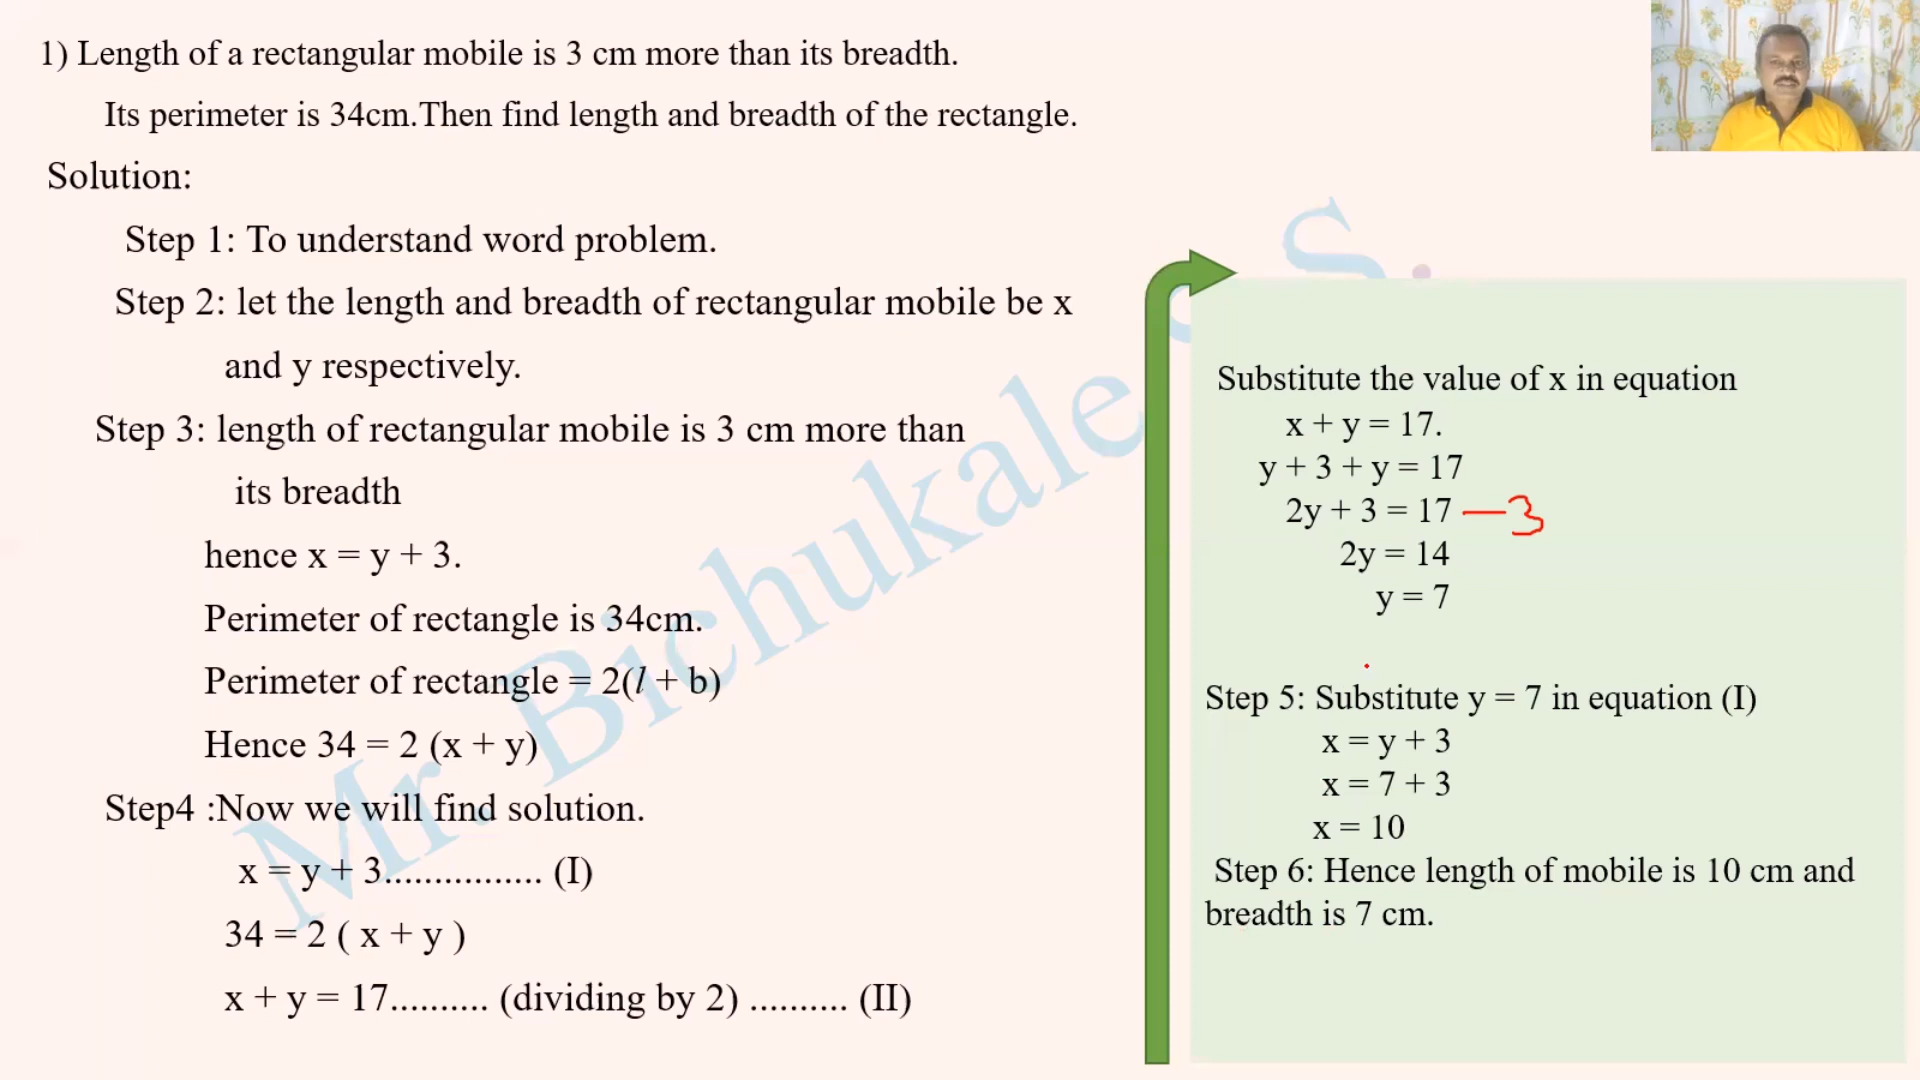 1) Length of a rectangular mobile is 3 cm more than its breadth.
Its perimeter is 34cm.Then find length and breadth of the rectangle.
Solution:
Step 1: To understand word problem.
Step 2: let the length and breadth of rectangular mobile be x
and y respectively.
Step 3: length of rectangular mobile is 3 cm more than
its breadth
hence x = y + 3.
Perimeter of rectangle is 34cm.
Perimeter of rectangle = 2(l + b)
Hence 34 = 2 (x + y)
Step4 :Now we will find solution.
x = y + 3................ (I)
34 = 2 ( x + y )
x + y = 17.......... (dividing by 2) .......... (II)
Substitute the value of x in equation
x + y = 17.
y + 3 + y = 17
2y + 3 = 17 — 3
2y = 14
y = 7
Step 5: Substitute y = 7 in equation (I)
x = y + 3
x = 7 + 3
x = 10
Step 6: Hence length of mobile is 10 cm and
breadth is 7 cm.
Mr. Bichukale S.